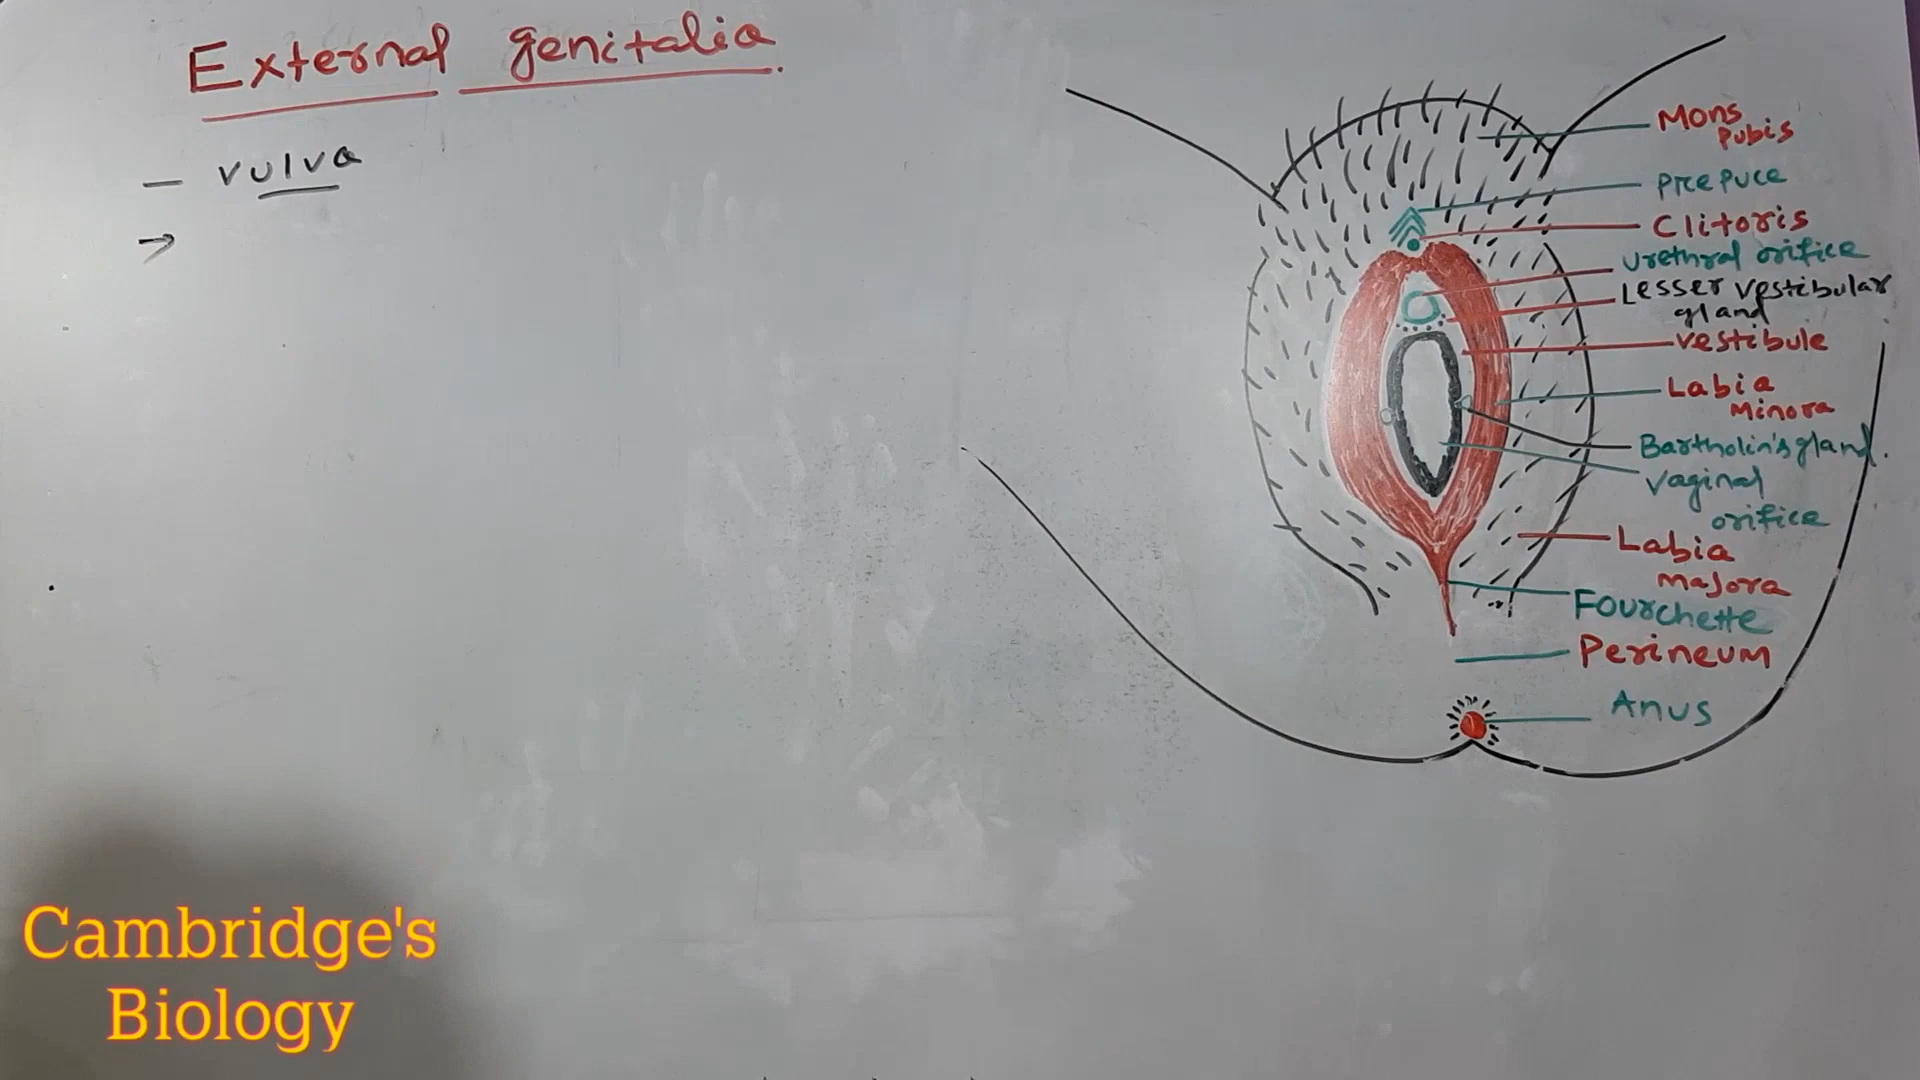 External genitalia.
— vulva
→
Mons
Pubis
Prepuce
Clitoris
urethral orifice
Lesser vestibular
gland
vestibule
Labia
Minora
Bartholin's gland.
vaginal
orifice
Labia
Majora
Fourchette
Perineum
Anus
Cambridge's
Biology